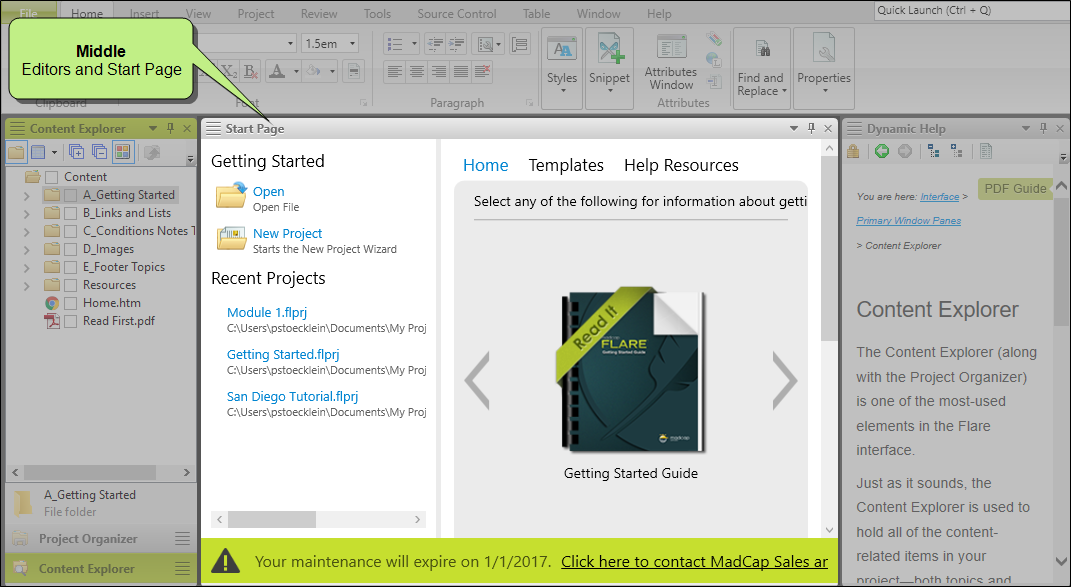 File Home Insert View Project Review Tools Source Control Table Window Help
Quick Launch (Ctrl + Q)
Middle
Editors and Start Page
1.5em
Styles
Snippet
Attributes
Window
Find and
Replace
Properties
Clipboard Font Paragraph Attributes
Content Explorer
Content
A_Getting Started
B_Links and Lists
C_Conditions Notes T
D_Images
E_Footer Topics
Resources
Home.htm
Read First.pdf
A_Getting Started
File folder
Project Organizer
Content Explorer
Start Page
Getting Started
Open
Open File
New Project
Starts the New Project Wizard
Recent Projects
Module 1.flprj
C:\Users\pstoecklein\Documents\My Proj
Getting Started.flprj
C:\Users\pstoecklein\Documents\My Proj
San Diego Tutorial.flprj
C:\Users\pstoecklein\Documents\My Proj
Home Templates Help Resources
Select any of the following for information about getti
Read It
madcap
FLARE
Getting Started Guide
madcap
Getting Started Guide
Your maintenance will expire on 1/1/2017. Click here to contact MadCap Sales ar
Dynamic Help
PDF Guide
You are here: Interface >
Primary Window Panes
> Content Explorer
Content Explorer
The Content Explorer (along
with the Project Organizer)
is one of the most-used
elements in the Flare
interface.
Just as it sounds, the
Content Explorer is used to
hold all of the content-
related items in your
project—both topics and